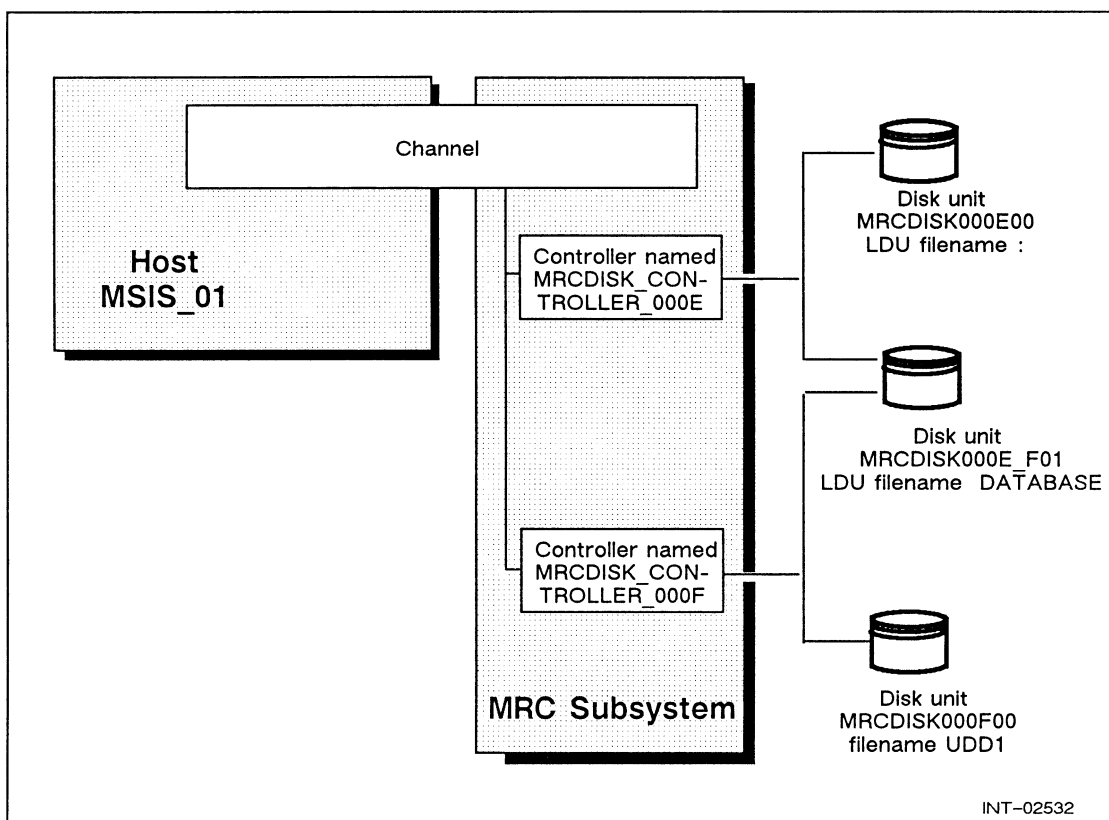 Channel
Host
MSIS_01
Controller named
MRCDISK_CON-
TROLLER_000E
Disk unit
MRCDISK000E00
LDU filename :
Disk unit
MRCDISK000E_F01
LDU filename DATABASE
Controller named
MRCDISK_CON-
TROLLER_000F
MRC Subsystem
Disk unit
MRCDISK000F00
filename UDD1
INT-02532